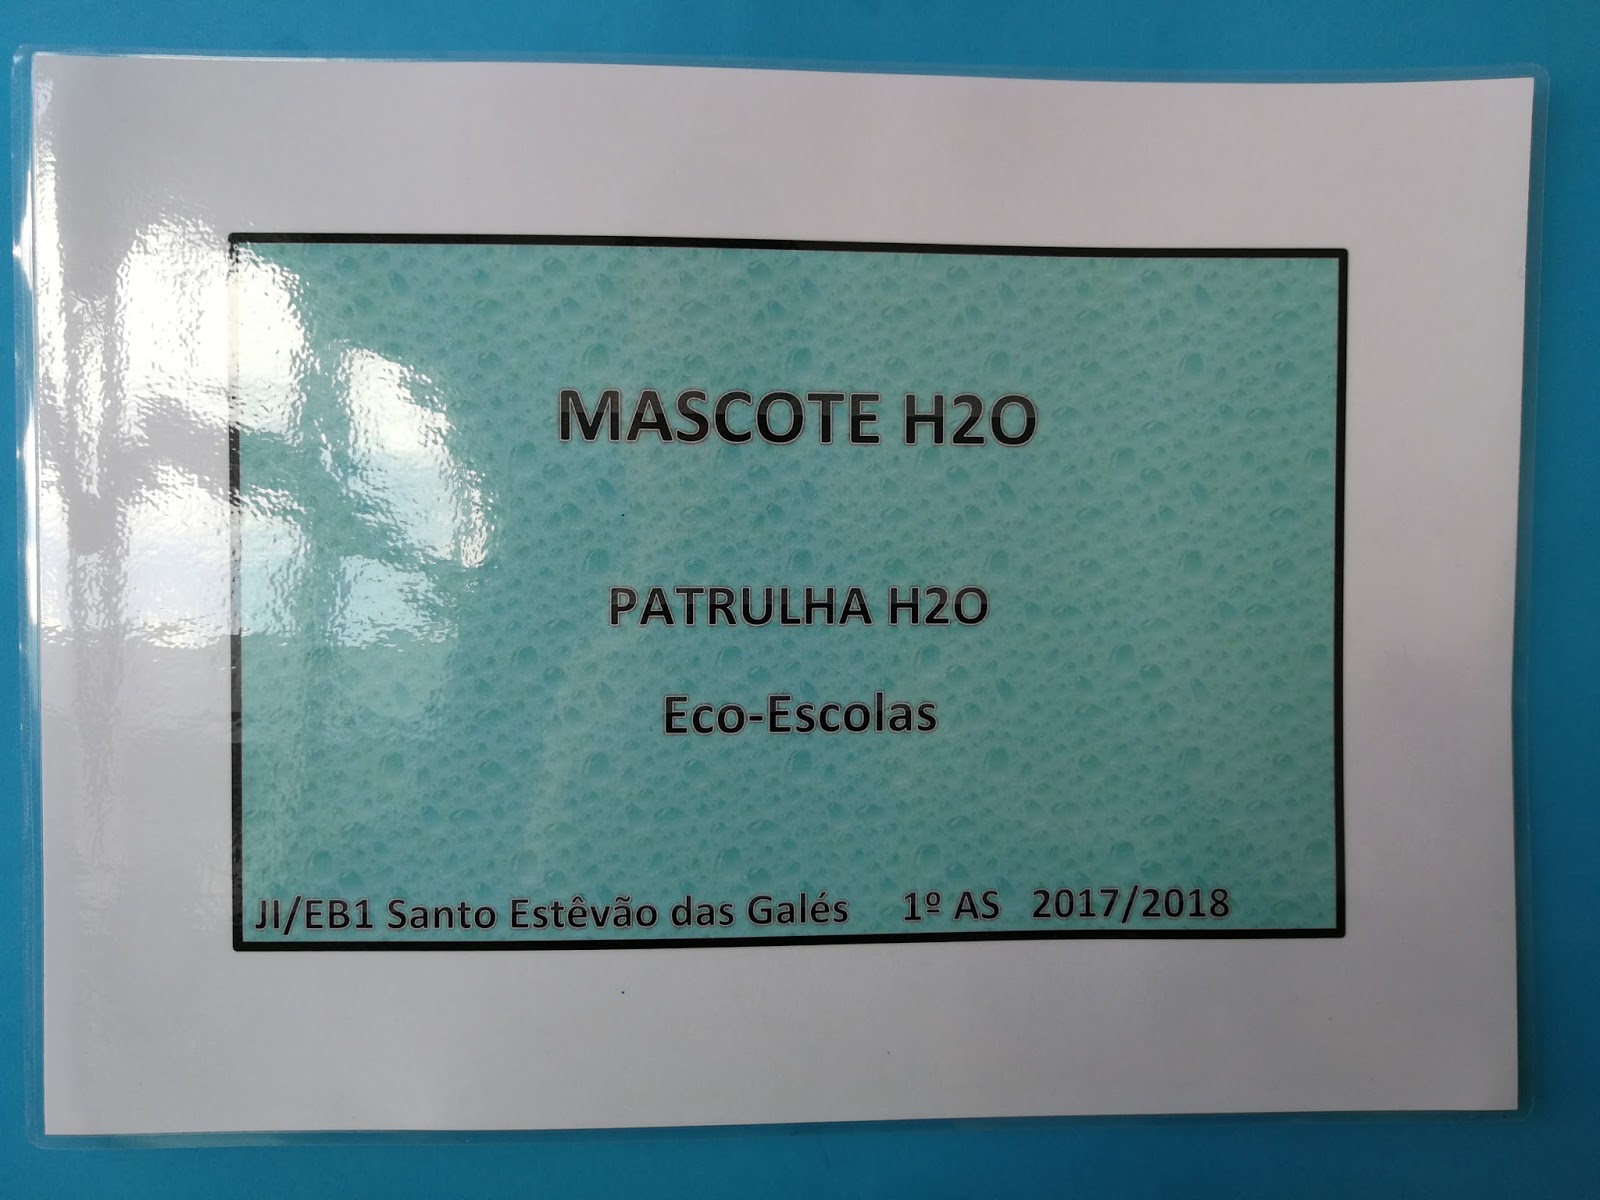 MASCOTE H2O
PATRULHA H2O
Eco-Escolas
JI/EB1 Santo Estêvão das Galés 1º AS 2017/2018